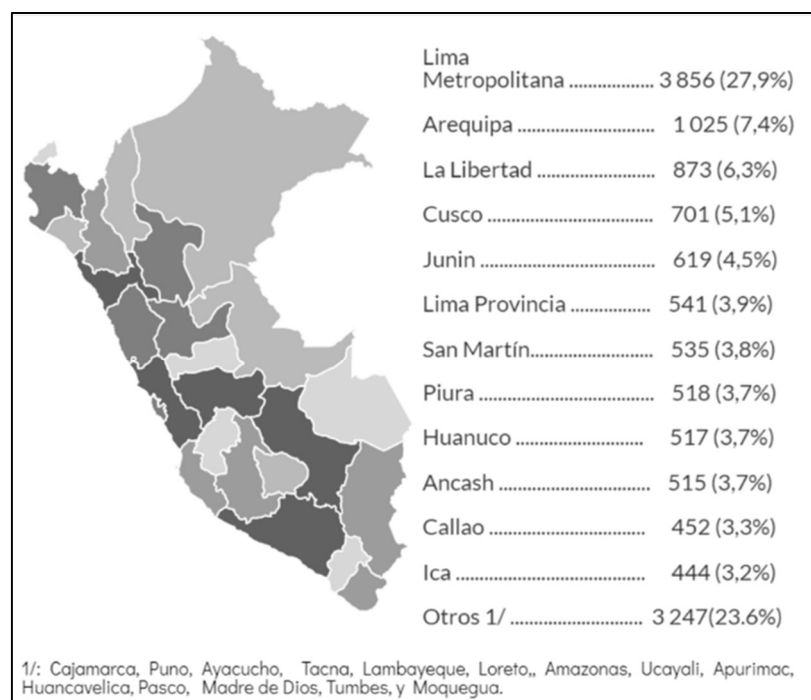 Lima
Metropolitana ................. 3 856 (27,9%)
Arequipa ............................ 1 025 (7,4%)
La Libertad ........................ 873 (6,3%)
Cusco ................................. 701 (5,1%)
Junin ................................... 619 (4,5%)
Lima Provincia .................. 541 (3,9%)
San Martín......................... 535 (3,8%)
Piura ................................... 518 (3,7%)
Huanuco ............................. 517 (3,7%)
Ancash ............................... 515 (3,7%)
Callao ................................. 452 (3,3%)
Ica ....................................... 444 (3,2%)
Otros 1/ ............................. 3 247(23.6%)
1/: Cajamarca, Puno, Ayacucho, Tacna, Lambayeque, Loreto,, Amazonas, Ucayali, Apurimac,
Huancavelica, Pasco, Madre de Dios, Tumbes, y Moquegua.